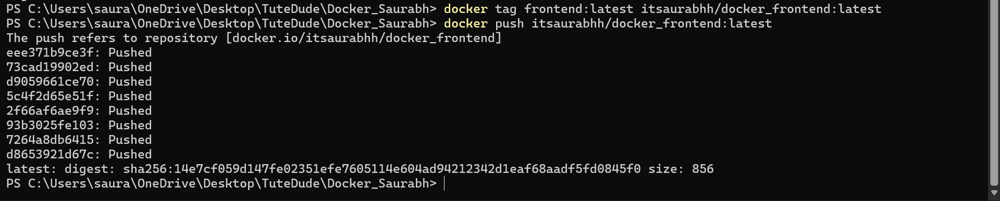 PS C:\Users\saura\OneDrive\Desktop\TuteDude\Docker_Saurabh> docker tag frontend:latest itsaurabhh/docker_frontend:latest
PS C:\Users\saura\OneDrive\Desktop\TuteDude\Docker_Saurabh> docker push itsaurabhh/docker_frontend:latest
The push refers to repository [docker.io/itsaurabhh/docker_frontend]
eee371b9ce3f: Pushed
73cad19902ed: Pushed
d9059661ce70: Pushed
5c4f2d65e51f: Pushed
2f66af6ae9f9: Pushed
93b3025fe103: Pushed
7264a8db6415: Pushed
d8653921d67c: Pushed
latest: digest: sha256:14e7cf059d147fe02351efe7605114e604ad94212342d1eaf68aadf5fd0845f0 size: 856
PS C:\Users\saura\OneDrive\Desktop\TuteDude\Docker_Saurabh>